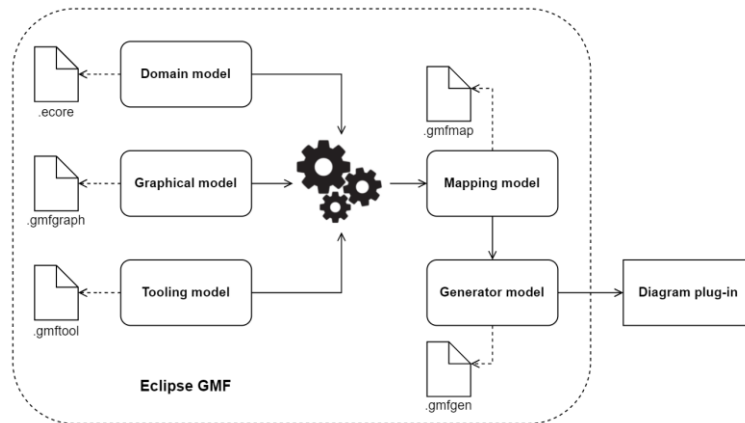 Domain model
.ecore
.gmfmap
Graphical model
Mapping model
.gmfgraph
Tooling model
Generator model
Diagram plug-in
.gmftool
Eclipse GMF
.gmfgen